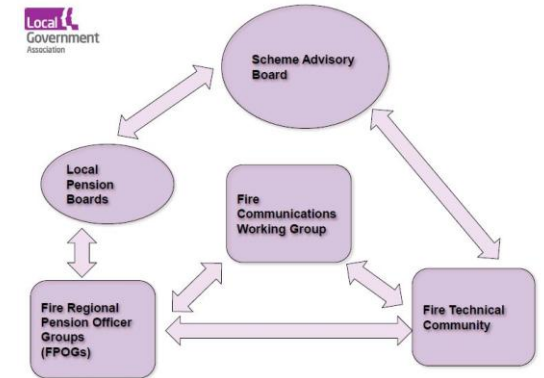 Local
Government
Association
Scheme Advisory
Board
Local
Pension
Boards
Fire
Communications
Working Group
Fire Regional
Pension Officer
Groups
(FPOGs)
Fire Technical
Community